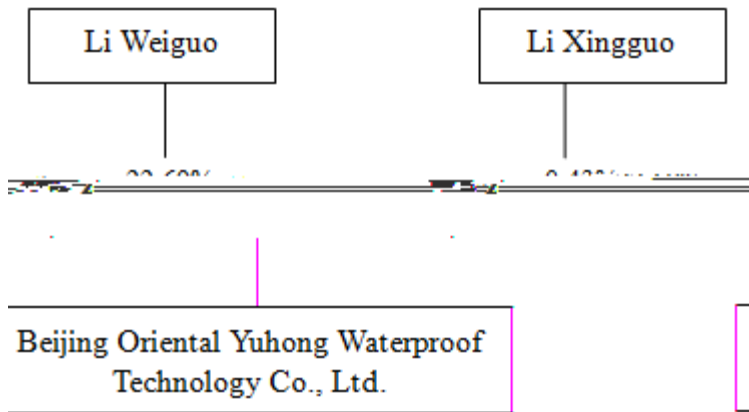 Li Weiguo
Li Xingguo
Beijing Oriental Yuhong Waterproof
Technology Co., Ltd.